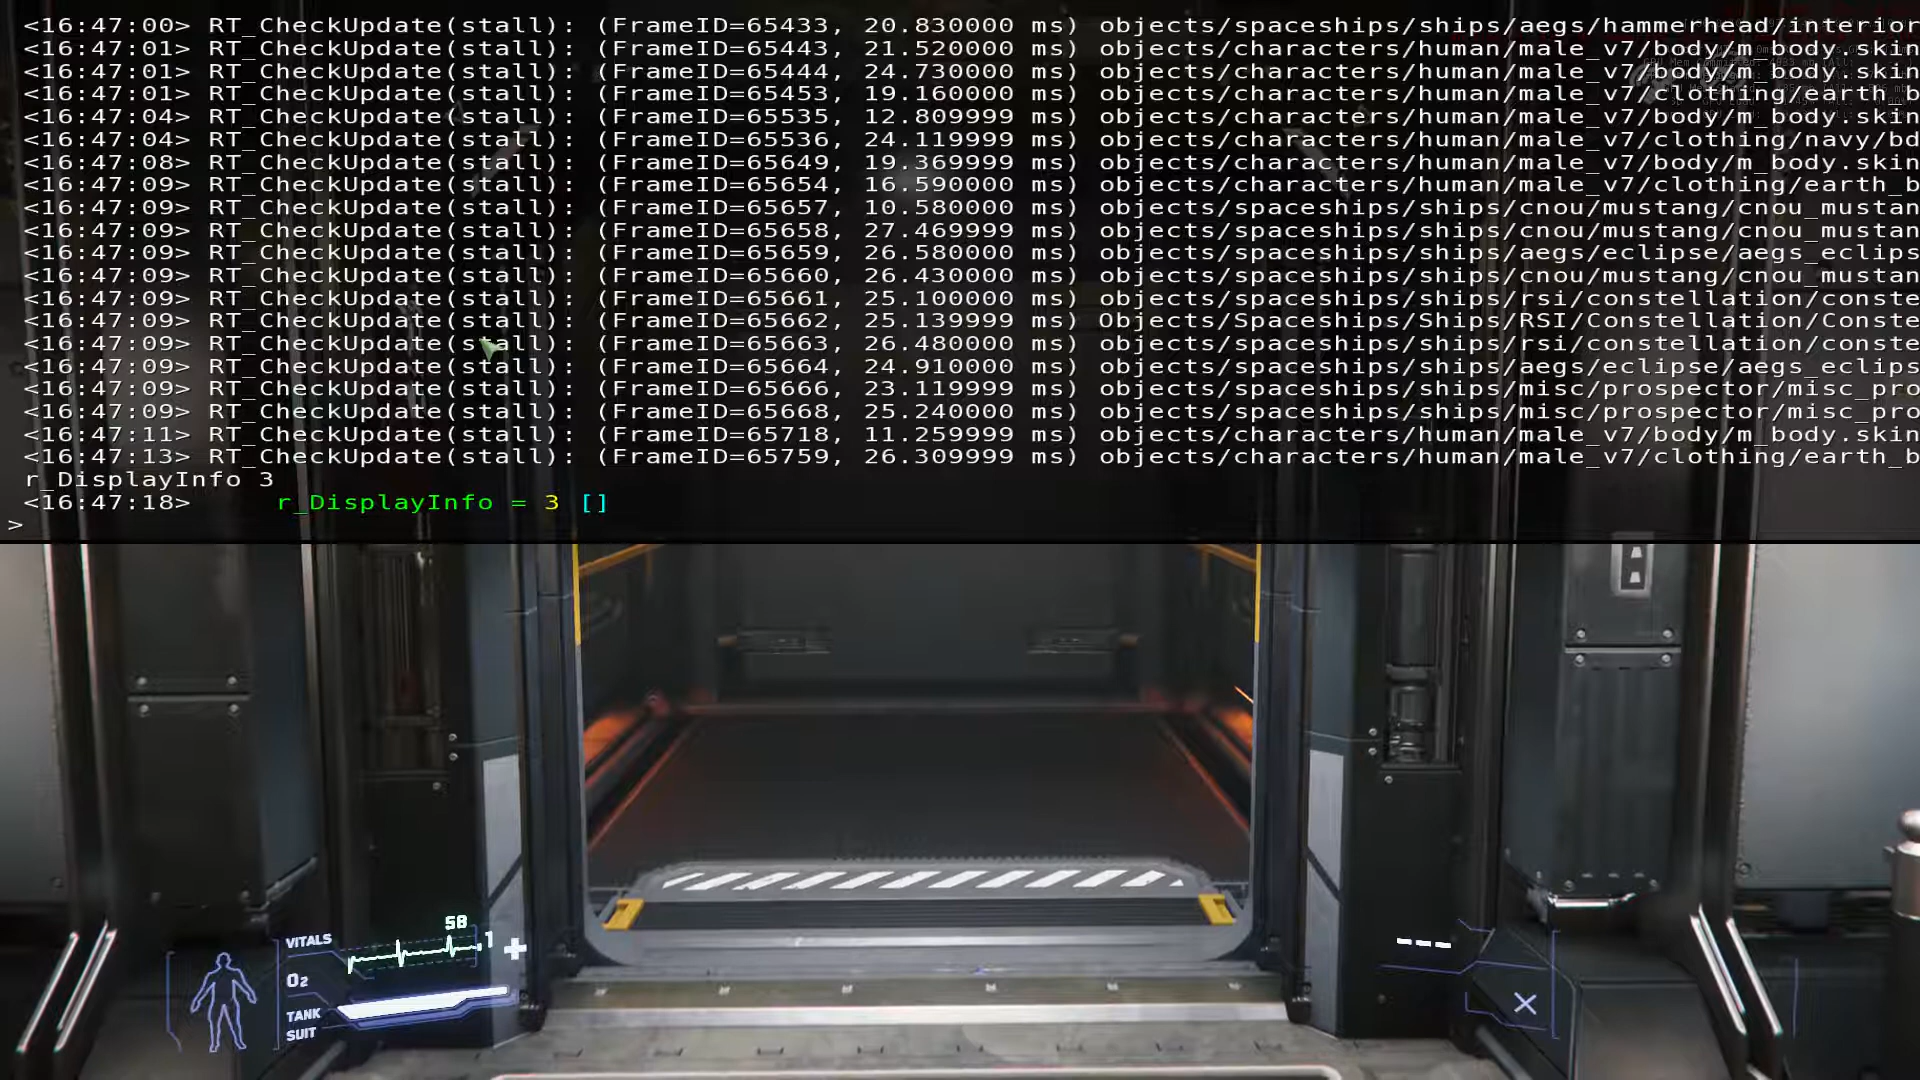 <16:47:00> RT_CheckUpdate(stall): (FrameID=65433, 20.830000 ms) objects/spaceships/ships/aegs/hammerhead/interior
<16:47:01> RT_CheckUpdate(stall): (FrameID=65443, 21.520000 ms) objects/characters/human/male_v7/body/m_body.skin
<16:47:01> RT_CheckUpdate(stall): (FrameID=65444, 24.730000 ms) objects/characters/human/male_v7/body/m_body.skin
<16:47:01> RT_CheckUpdate(stall): (FrameID=65453, 19.160000 ms) objects/characters/human/male_v7/clothing/earth_b
<16:47:04> RT_CheckUpdate(stall): (FrameID=65535, 12.809999 ms) objects/characters/human/male_v7/body/m_body.skin
<16:47:04> RT_CheckUpdate(stall): (FrameID=65536, 24.119999 ms) objects/characters/human/male_v7/clothing/navy/bd
<16:47:08> RT_CheckUpdate(stall): (FrameID=65649, 19.369999 ms) objects/characters/human/male_v7/body/m_body.skin
<16:47:09> RT_CheckUpdate(stall): (FrameID=65654, 16.590000 ms) objects/characters/human/male_v7/clothing/earth_b
<16:47:09> RT_CheckUpdate(stall): (FrameID=65657, 10.580000 ms) objects/spaceships/ships/cnou/mustang/cnou_mustan
<16:47:09> RT_CheckUpdate(stall): (FrameID=65658, 27.469999 ms) objects/spaceships/ships/cnou/mustang/cnou_mustan
<16:47:09> RT_CheckUpdate(stall): (FrameID=65659, 26.580000 ms) objects/spaceships/ships/aegs/eclipse/aegs_eclips
<16:47:09> RT_CheckUpdate(stall): (FrameID=65660, 26.430000 ms) objects/spaceships/ships/cnou/mustang/cnou_mustan
<16:47:09> RT_CheckUpdate(stall): (FrameID=65661, 25.100000 ms) objects/spaceships/ships/rsi/constellation/conste
<16:47:09> RT_CheckUpdate(stall): (FrameID=65662, 25.139999 ms) Objects/Spaceships/Ships/RSI/Constellation/Conste
<16:47:09> RT_CheckUpdate(stall): (FrameID=65663, 26.480000 ms) objects/spaceships/ships/rsi/constellation/conste
<16:47:09> RT_CheckUpdate(stall): (FrameID=65664, 24.910000 ms) objects/spaceships/ships/aegs/eclipse/aegs_eclips
<16:47:09> RT_CheckUpdate(stall): (FrameID=65666, 23.119999 ms) objects/spaceships/ships/misc/prospector/misc_pro
<16:47:09> RT_CheckUpdate(stall): (FrameID=65668, 25.240000 ms) objects/spaceships/ships/misc/prospector/misc_pro
<16:47:11> RT_CheckUpdate(stall): (FrameID=65718, 11.259999 ms) objects/characters/human/male_v7/body/m_body.skin
<16:47:13> RT_CheckUpdate(stall): (FrameID=65759, 26.309999 ms) objects/characters/human/male_v7/clothing/earth_b
r_DisplayInfo 3
<16:47:18> r_DisplayInfo = 3 []
>
58
VITALS
1
O2
TANK
SUIT